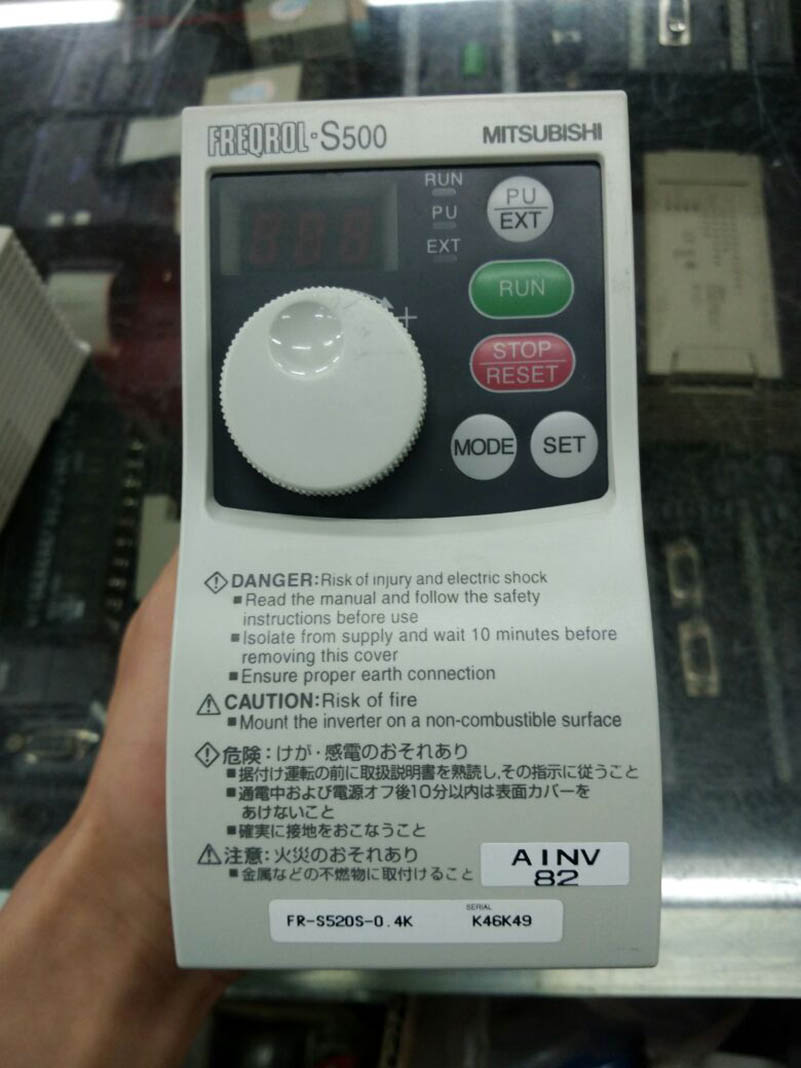 FREQROL-S500
MITSUBISHI
RUN
PU
EXT
PU
EXT
RUN
STOP
RESET
MODE
SET
+
DANGER:Risk of injury and electric shock
■Read the manual and follow the safety
instructions before use
■Isolate from supply and wait 10 minutes before
removing this cover
■Ensure proper earth connection
CAUTION:Risk of fire
■Mount the inverter on a non-combustible surface
危険:けが・感電のおそれあり
■据付け運転の前に取扱説明書を熟読し,その指示に従うこと
■通電中および電源オフ後10分以内は表面カバーを
あけないこと
■確実に接地をおこなうこと
注意:火災のおそれあり
■金属などの不燃物に取付けること
AINV
82
FR-S520S-0.4K
SERIAL
K46K49